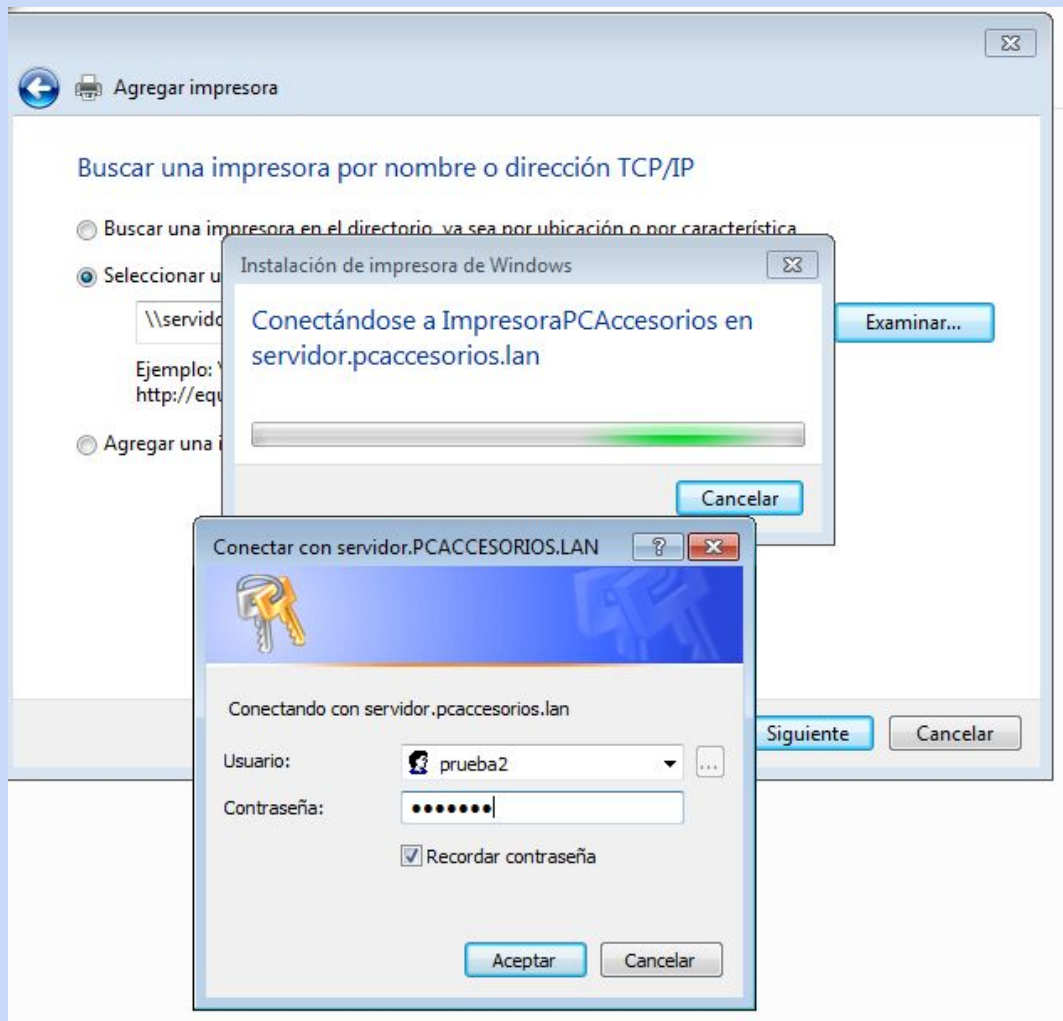 Agregar impresora
Buscar una impresora por nombre o dirección TCP/IP
Buscar una impresora en el directorio, ya sea por ubicación o por característica
Seleccionar
Instalación de impresora de Windows
Conectándose a ImpresoraPCAccesorios en
servidor.pcaccesorios.lan
Examinar...
Ejemplo:
Agregar una
Cancelar
Conectar con servidor.PCACCESORIOS.LAN
Conectando con servidor.pcaccesorios.lan
Usuario:
prueba2
...
Contraseña:
•••••••
Recordar contraseña
Aceptar
Cancelar
Siguiente
Cancelar